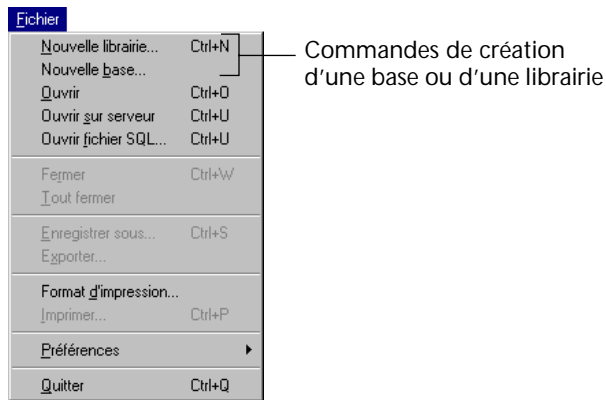 Fichier
Nouvelle librairie... Ctrl+N
Nouvelle base...
Ouvrir Ctrl+O
Ouvrir sur serveur Ctrl+U
Ouvrir fichier SQL... Ctrl+U
Fermer Ctrl+W
Tout fermer
Enregistrer sous... Ctrl+S
Exporter...
Format d'impression...
Imprimer... Ctrl+P
Préférences
Quitter Ctrl+Q
Commandes de création
d’une base ou d’une librairie